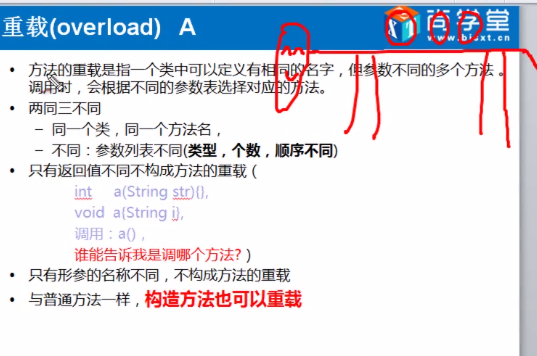 重载(overload) A
尚学堂
www.bjsxt.com
• 方法的重载是指一个类中可以定义有相同的名字，但参数不同的多个方法 。
调用时，会根据不同的参数表选择对应的方法。
• 两同三不同
– 同一个类，同一个方法名，
– 不同：参数列表不同(类型，个数，顺序不同)
• 只有返回值不同不构成方法的重载（
int a(String str){},
void a(String i),
调用：a()，
谁能告诉我是调哪个方法?）
• 只有形参的名称不同，不构成方法的重载
• 与普通方法一样，构造方法也可以重载